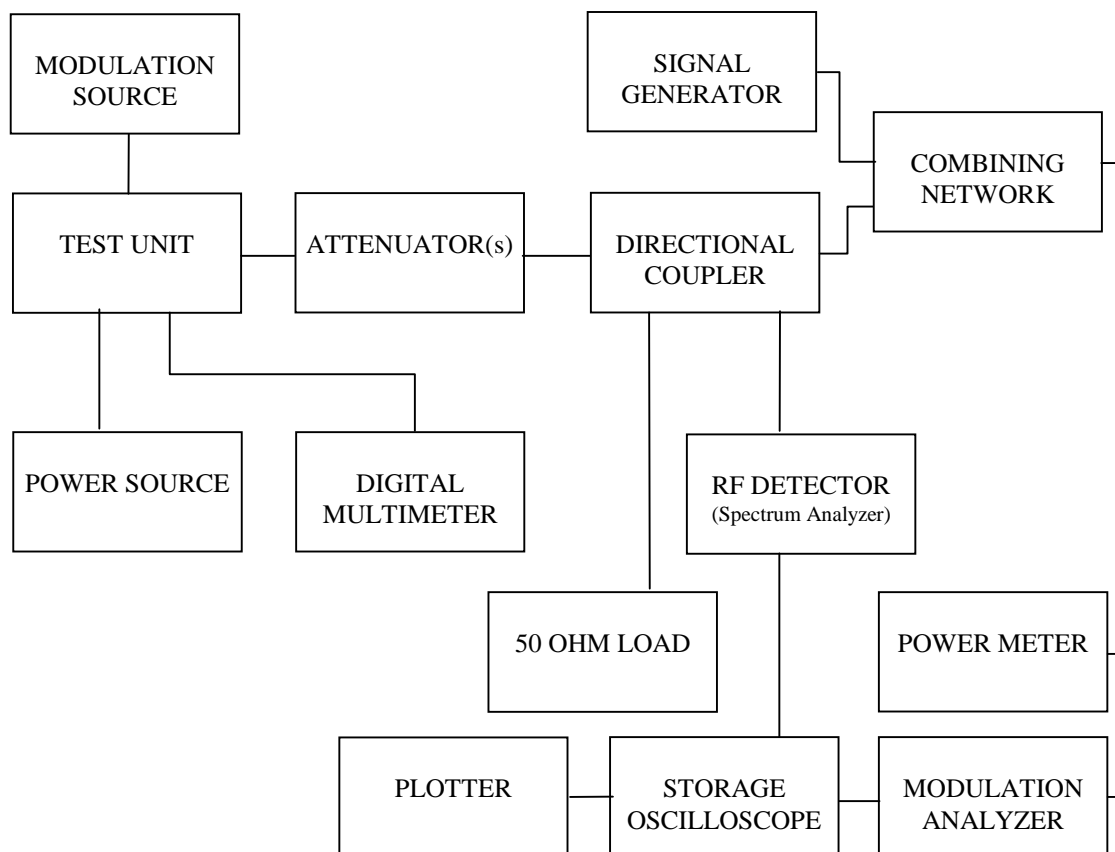 MODULATION
SOURCE
SIGNAL
GENERATOR
COMBINING
NETWORK
TEST UNIT
ATTENUATOR(s)
DIRECTIONAL
COUPLER
POWER SOURCE
DIGITAL
MULTIMETER
RF DETECTOR
(Spectrum Analyzer)
50 OHM LOAD
POWER METER
PLOTTER
STORAGE
OSCILLOSCOPE
MODULATION
ANALYZER